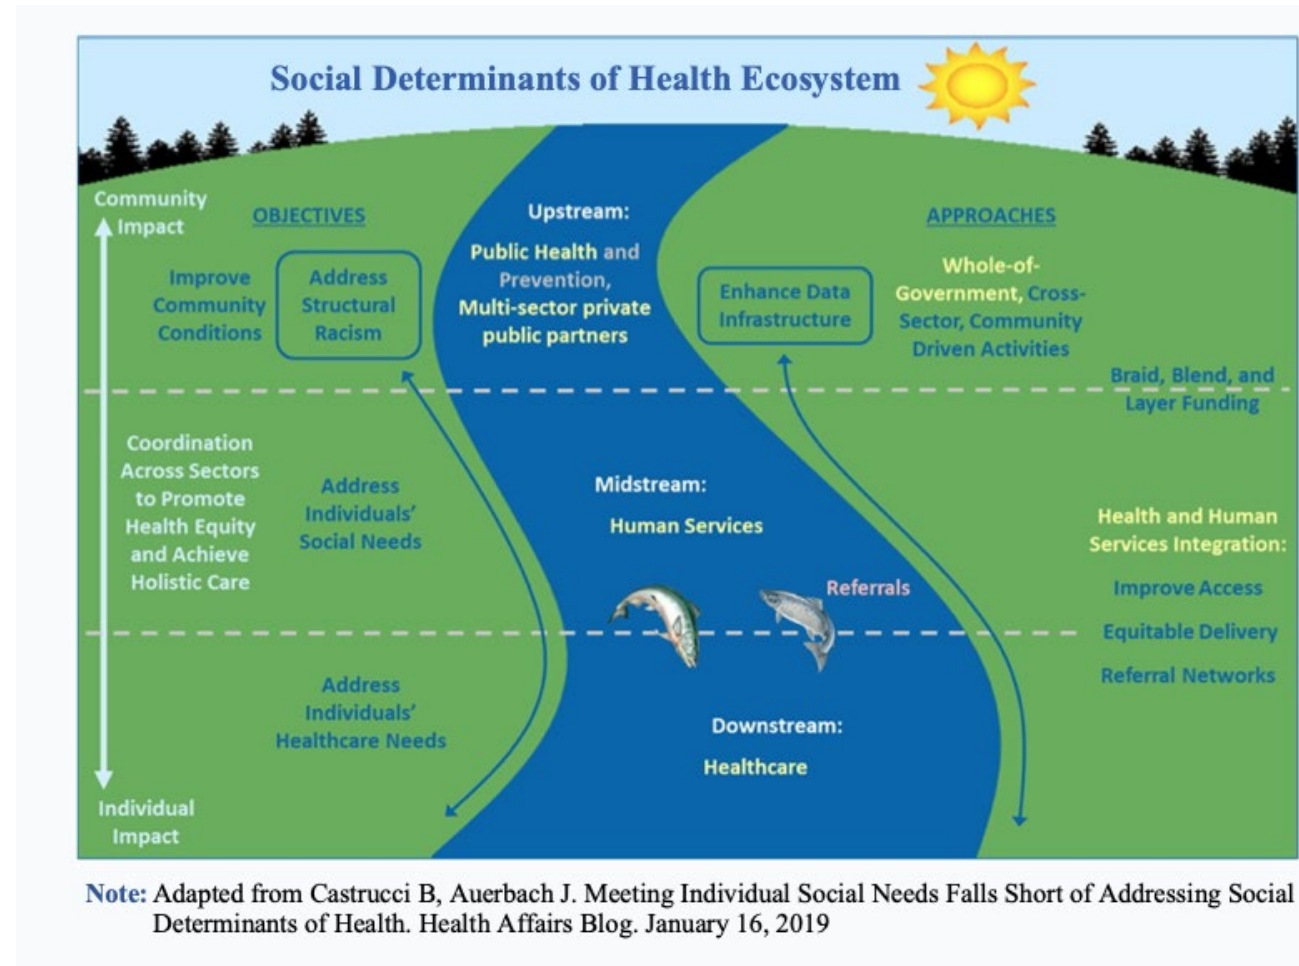 Social Determinants of Health Ecosystem
Community
Impact
OBJECTIVES
Improve
Community
Conditions
Address
Structural
Racism
Upstream:
Public Health and
Prevention,
Multi-sector private
public partners
APPROACHES
Enhance Data
Infrastructure
Whole-of-
Government, Cross-
Sector, Community
Driven Activities
Braid, Blend, and
Layer Funding
Coordination
Across Sectors
to Promote
Health Equity
and Achieve
Holistic Care
Address
Individuals’
Social Needs
Midstream:
Human Services
Referrals
Health and Human
Services Integration:
Improve Access
Equitable Delivery
Referral Networks
Address
Individuals’
Healthcare Needs
Downstream:
Healthcare
Individual
Impact
Note: Adapted from Castrucci B, Auerbach J. Meeting Individual Social Needs Falls Short of Addressing Social
Determinants of Health. Health Affairs Blog. January 16, 2019